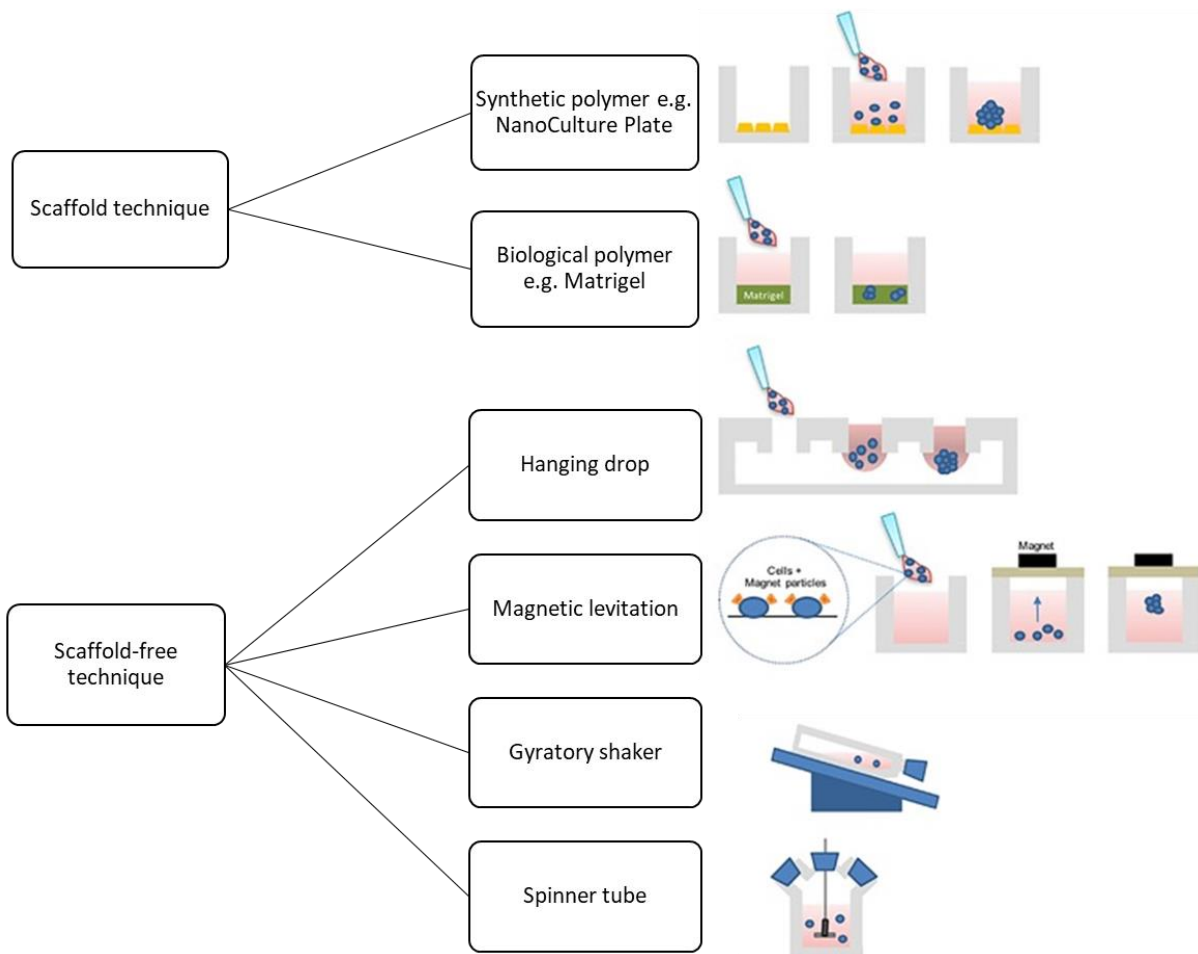 Synthetic polymer e.g.
NanoCulture Plate
Scaffold technique
Biological polymer
e.g. Matrigel
Matrigel
Hanging drop
Magnet
Cells +
Magnet particles
Magnetic levitation
Scaffold-free
technique
Gyratory shaker
Spinner tube